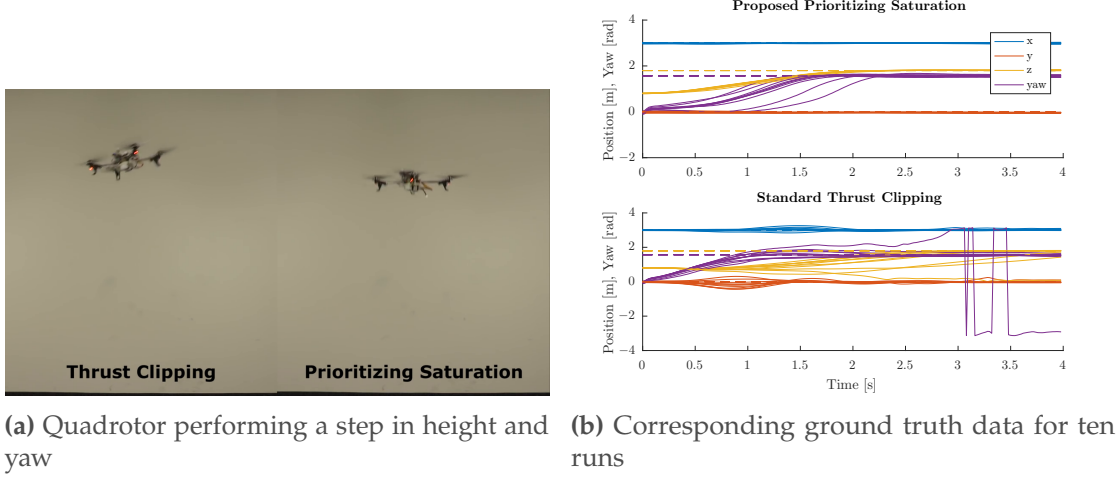 Thrust Clipping
Prioritizing Saturation
(a) Quadrotor performing a step in height and
yaw
Proposed Prioritizing Saturation
Position [m], Yaw [rad]
4
2
0
−2
0
0.5
1
1.5
2
2.5
3
3.5
4
x
y
z
yaw
Standard Thrust Clipping
Position [m], Yaw [rad]
4
2
0
−2
−4
0
0.5
1
1.5
2
2.5
3
3.5
4
Time [s]
(b) Corresponding ground truth data for ten
runs